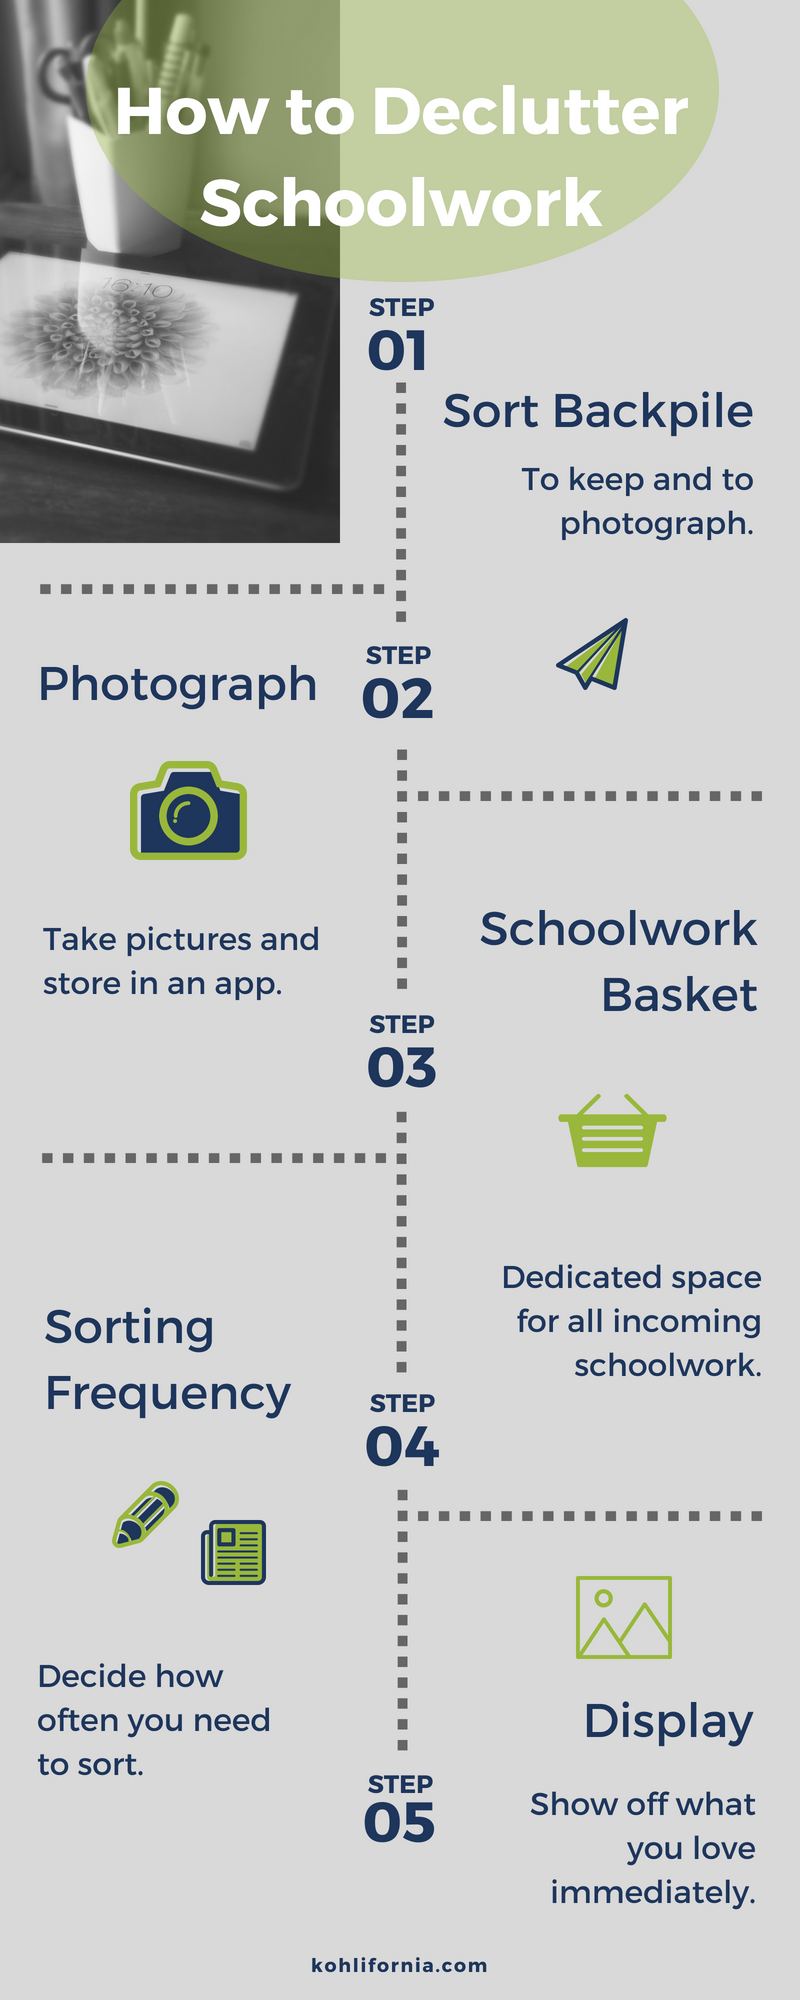 How to Declutter
Schoolwork
STEP
01
Sort Backpile
To keep and to
photograph.
STEP
02
Photograph
Take pictures and
store in an app.
STEP
03
Schoolwork
Basket
Dedicated space
for all incoming
schoolwork.
STEP
04
Sorting
Frequency
Decide how
often you need
to sort.
STEP
05
Display
Show off what
you love
immediately.
kohlifornia.com